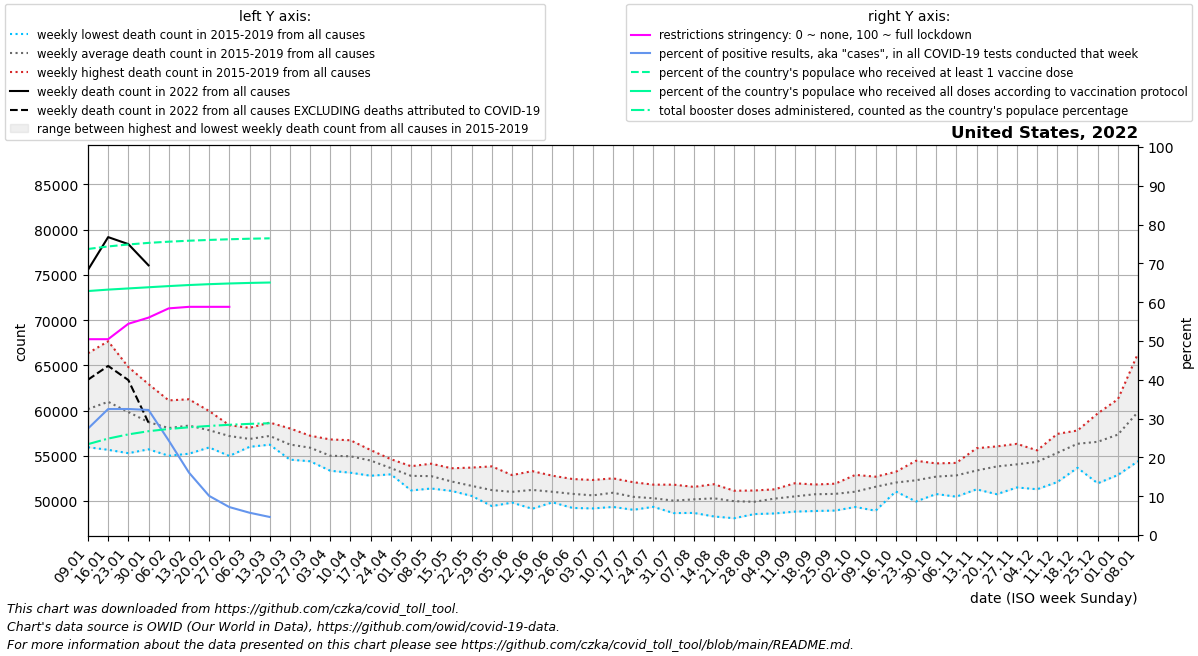 left Y axis:
weekly lowest death count in 2015-2019 from all causes
weekly average death count in 2015-2019 from all causes
weekly highest death count in 2015-2019 from all causes
weekly death count in 2022 from all causes
weekly death count in 2022 from all causes EXCLUDING deaths attributed to COVID-19
range between highest and lowest weekly death count from all causes in 2015-2019
right Y axis:
restrictions stringency: 0 ~ none, 100 ~ full lockdown
percent of positive results, aka "cases", in all COVID-19 tests conducted that week
percent of the country's populace who received at least 1 vaccine dose
percent of the country's populace who received all doses according to vaccination protocol
total booster doses administered, counted as the country's populace percentage
United States, 2022
85000
80000
75000
70000
65000
60000
55000
50000
count
100
90
80
70
60
50
40
30
20
10
0
percent
09.01 16.01 23.01 30.01 06.02 13.02 20.02 27.02 06.03 13.03 20.03 27.03 03.04 10.04 17.04 24.04 01.05 08.05 15.05 22.05 29.05 05.06 12.06 19.06 26.06 03.07 10.07 17.07 24.07 31.07 07.08 14.08 21.08 28.08 04.09 11.09 18.09 25.09 02.10 09.10 16.10 23.10 30.10 06.11 13.11 20.11 27.11 04.12 11.12 18.12 25.12 01.01 08.01
date (ISO week Sunday)
This chart was downloaded from https://github.com/czka/covid_toll_tool.
Chart's data source is OWID (Our World in Data), https://github.com/owid/covid-19-data.
For more information about the data presented on this chart please see https://github.com/czka/covid_toll_tool/blob/main/README.md.